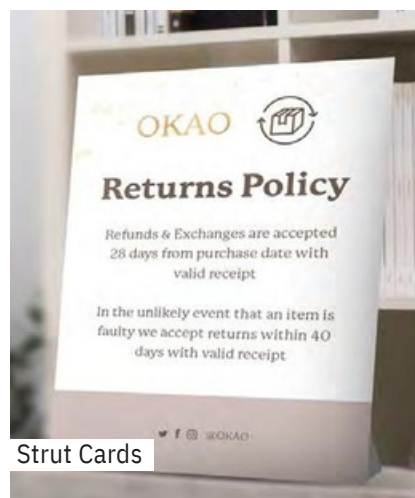 OKAO
Returns Policy
Refunds & Exchanges are accepted
28 days from purchase date with
valid receipt
In the unlikely event that an item is
faulty we accept returns within 40
days with valid receipt
@OKAO
Strut Cards